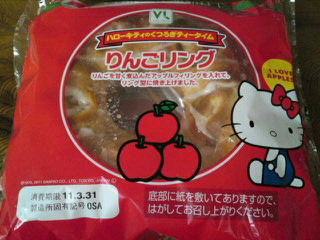 VL
ハローキティのくつろぎティータイム
りんごリング
りんごを甘く煮込んだアップルフィリングを入れて、
リング型に焼き上げました。
I LOVE
APPLES
消費期限 11.3.31
製造所固有記号 OSA
底部に紙を敷いてありますので、
はがしてお召し上がりください。